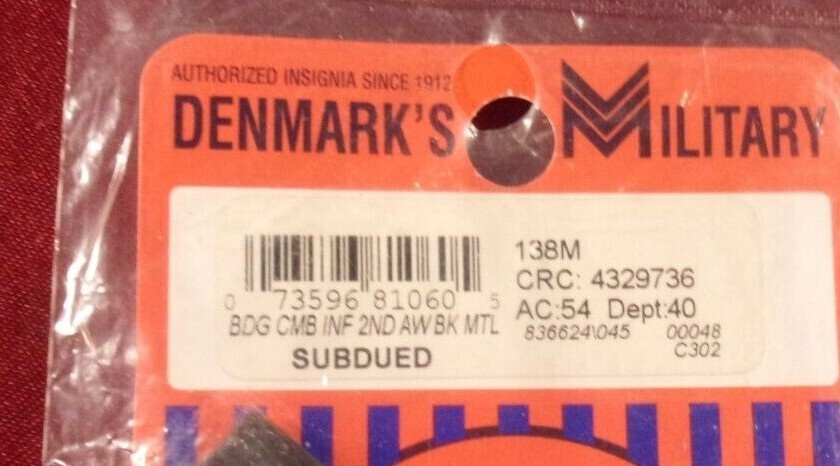 AUTHORIZED INSIGNIA SINCE 1912
DENMARK'S MILITARY
0 73596 81060 5
BDG CMB INF 2ND AW BK MTL
SUBDUED
138M
CRC: 4329736
AC:54 Dept:40
836624\045 00048
C302